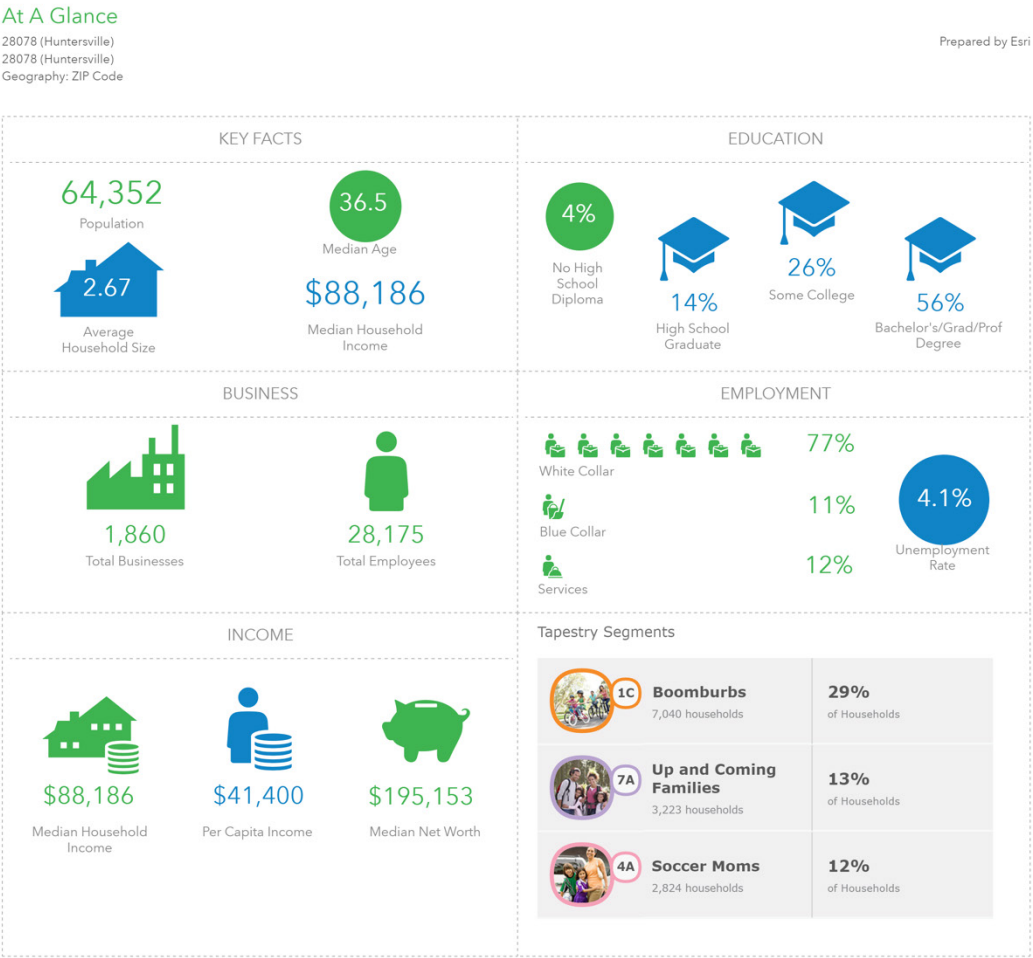 At A Glance
28078 (Huntersville)
28078 (Huntersville)
Geography: ZIP Code
Prepared by Esri
KEY FACTS
64,352
Population
36.5
Median Age
2.67
Average
Household Size
$88,186
Median Household
Income
EDUCATION
4%
No High
School
Diploma
14%
High School
Graduate
26%
Some College
56%
Bachelor's/Grad/Prof
Degree
BUSINESS
1,860
Total Businesses
28,175
Total Employees
EMPLOYMENT
77%
White Collar
11%
Blue Collar
12%
Services
4.1%
Unemployment
Rate
INCOME
$88,186
Median Household
Income
$41,400
Per Capita Income
$195,153
Median Net Worth
Tapestry Segments
1C
Boomburbs
7,040 households
29%
of Households
7A
Up and Coming
Families
3,223 households
13%
of Households
4A
Soccer Moms
2,824 households
12%
of Households